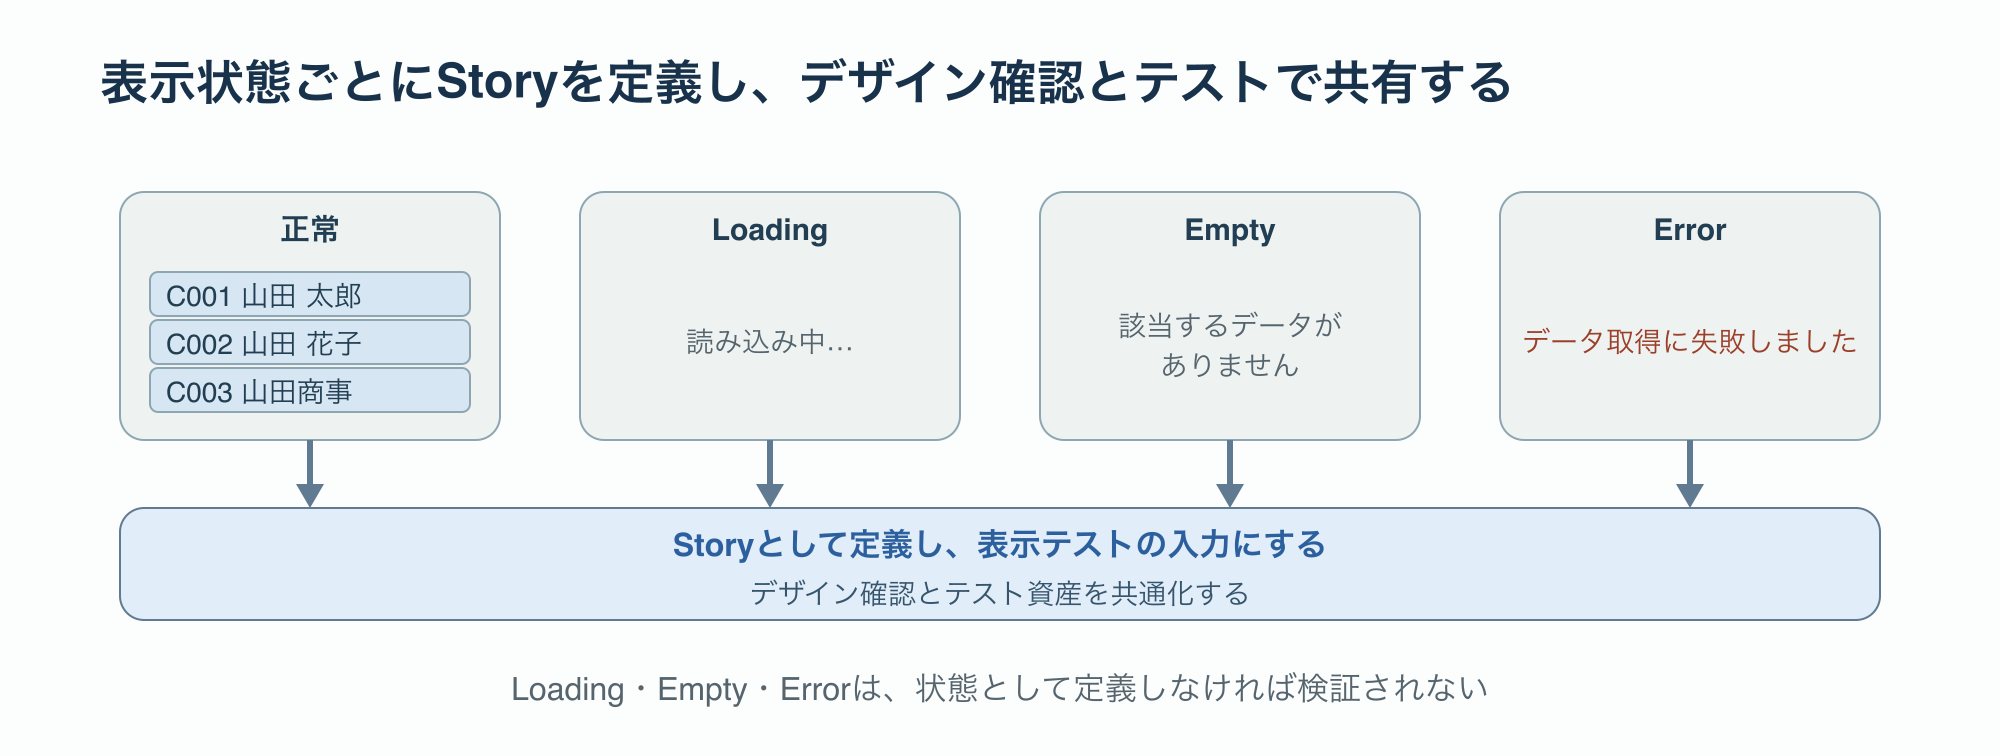 表示状態ごとにStoryを定義し、デザイン確認とテストで共有する
正常
C001 山田 太郎
C002 山田 花子
C003 山田商事
Loading
読み込み中…
Empty
該当するデータが
ありません
Error
データ取得に失敗しました
Storyとして定義し、表示テストの入力にする
デザイン確認とテスト資産を共通化する
Loading・Empty・Errorは、状態として定義しなければ検証されない